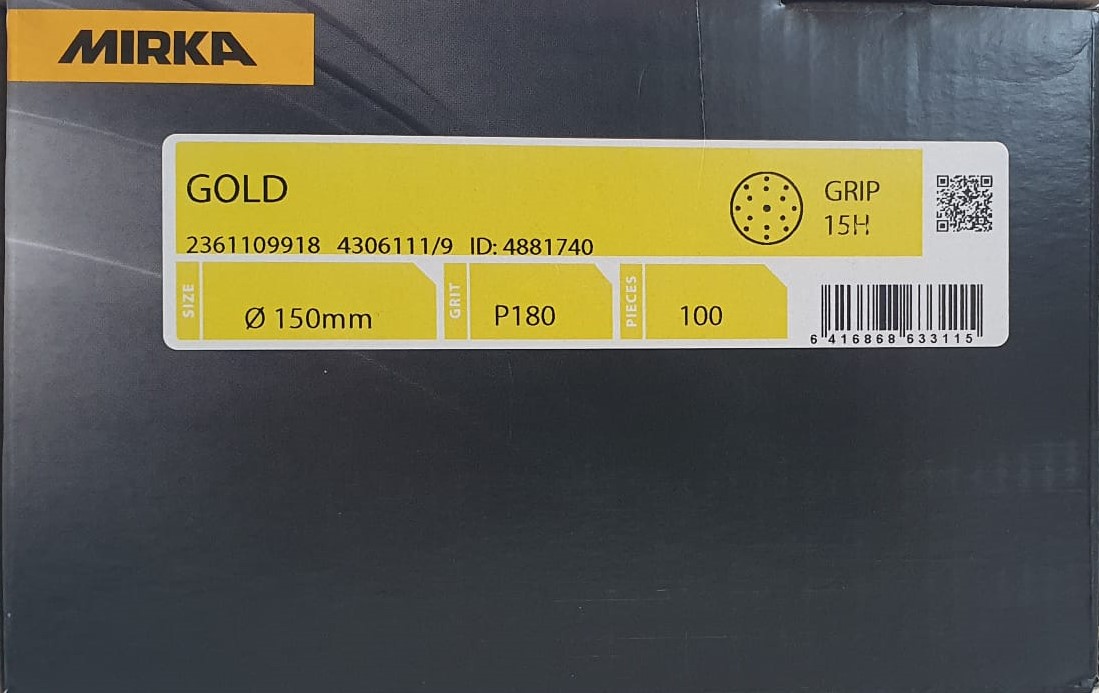 MIRKA
GOLD
GRIP
15H
2361109918 4306111/9 ID: 4881740
SIZE
Ø 150mm
GRIT
P180
PIECES
100
6 416868 633115